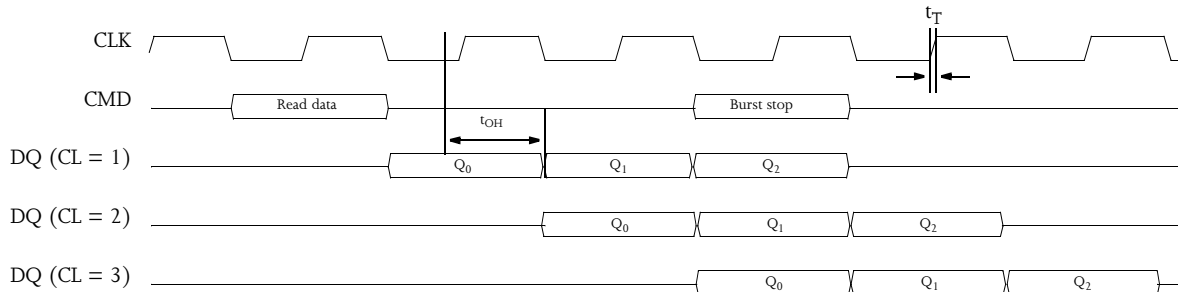 t_T
CLK
CMD Read data Burst stop
t_OH
DQ (CL = 1) Q_0 Q_1 Q_2
DQ (CL = 2) Q_0 Q_1 Q_2
DQ (CL = 3) Q_0 Q_1 Q_2